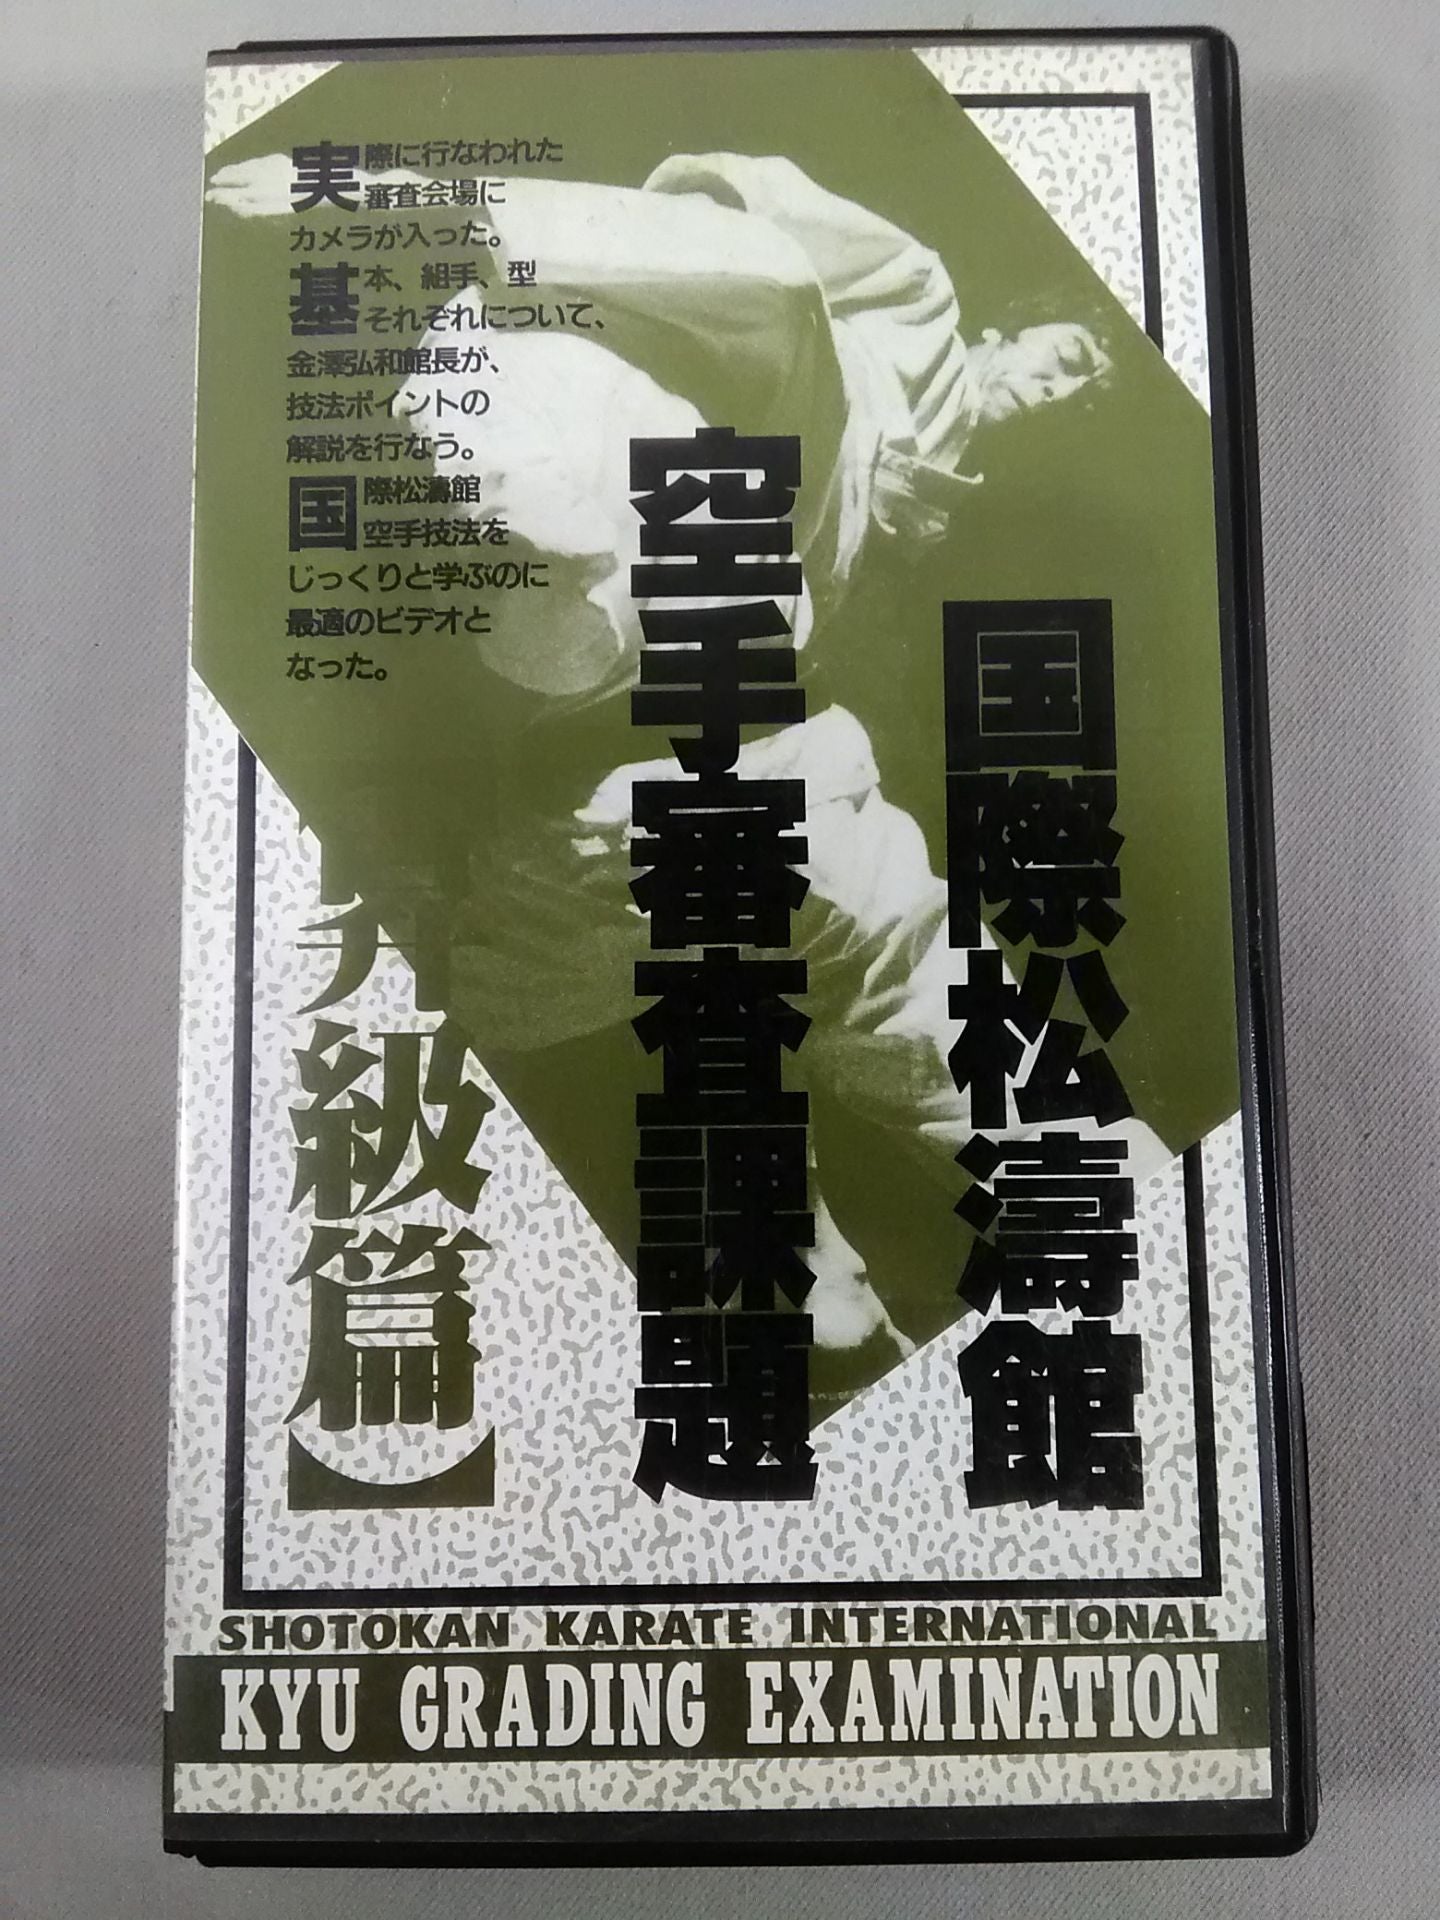 国際松濤館
空手審査課題
昇級篇】
実際に行なわれた
審査会場に
カメラが入った。
基本、組手、型
それぞれについて、
金澤弘和館長が、
技法ポイントの
解説を行なう。
国際松濤館
空手技法を
じっくりと学ぶのに
最適のビデオと
なった。
SHOTOKAN KARATE INTERNATIONAL
KYU GRADING EXAMINATION